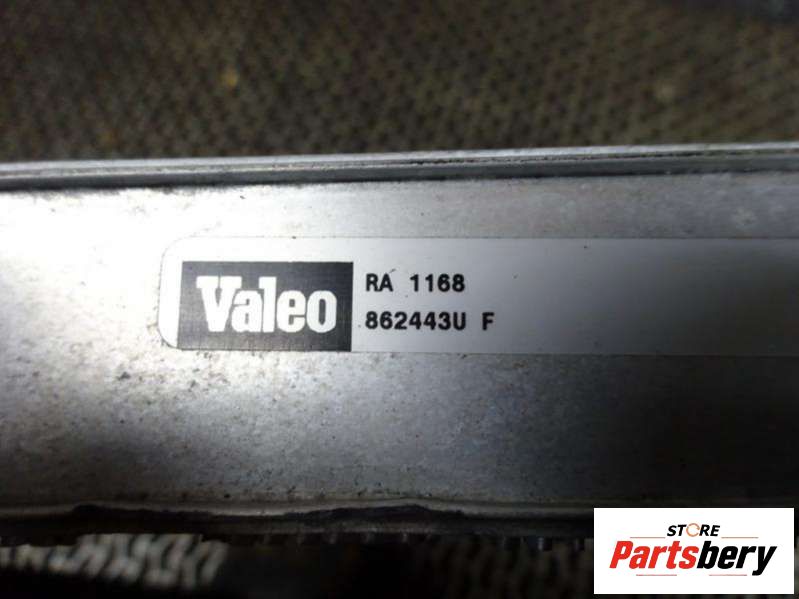 Valeo
RA 1168
862443U F
STORE
Partsbery